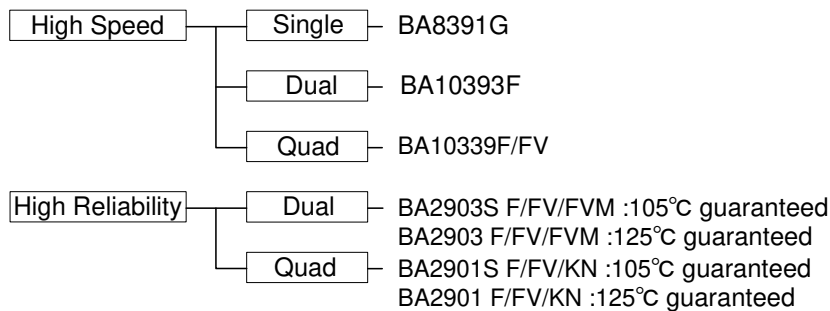 High Speed Single BA8391G
Dual BA10393F
Quad BA10339F/FV
High Reliability Dual BA2903S F/FV/FVM :105℃ guaranteed
BA2903 F/FV/FVM :125℃ guaranteed
Quad BA2901S F/FV/KN :105℃ guaranteed
BA2901 F/FV/KN :125℃ guaranteed